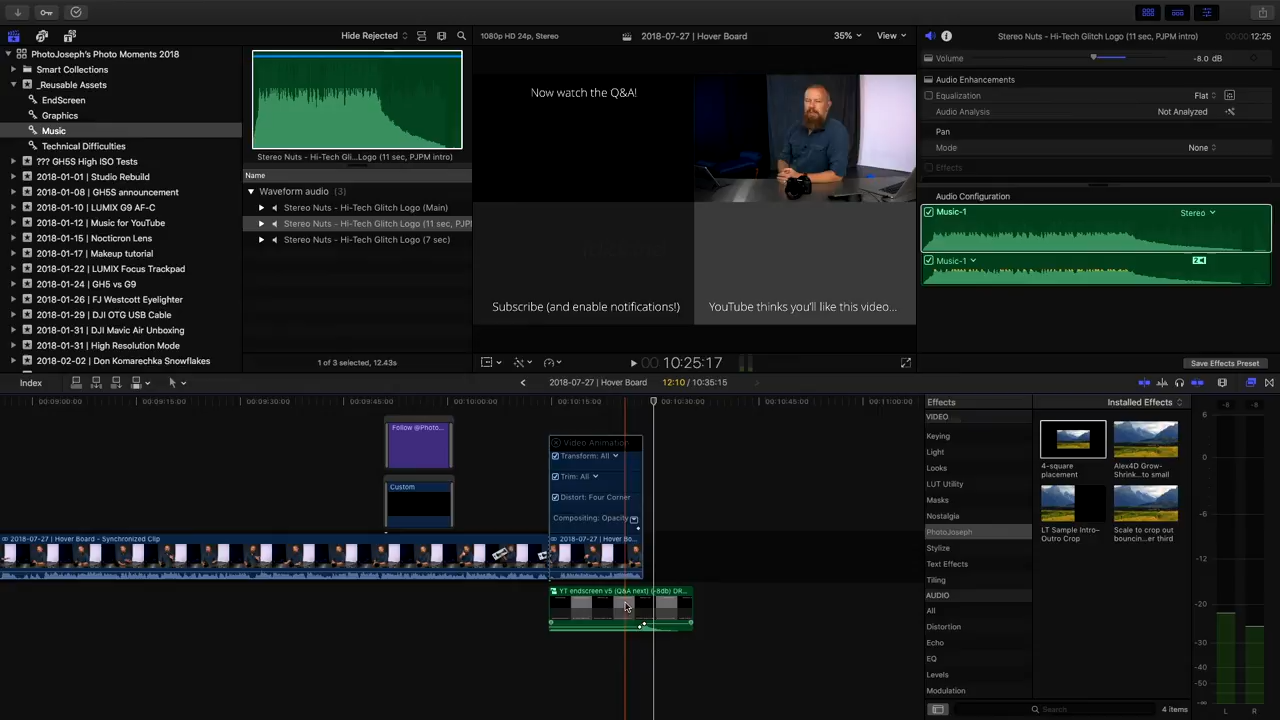 Hide Rejected
1080p HD 24p, Stereo
2018-07-27 | Hover Board
35%
View
Stereo Nuts - Hi-Tech Glitch Logo (11 sec, PJPM intro)
00:00:12:25
PhotoJoseph's Photo Moments 2018
Smart Collections
_Reusable Assets
EndScreen
Graphics
Music
Technical Difficulties
??? GH5S High ISO Tests
2018-01-06 | Studio Rebuild
2018-01-08 | GH5S announcement
2018-01-10 | LUMIX G9 AF-C
2018-01-12 | Music for YouTube
2018-01-15 | Nocticron Lens
2018-01-17 | Makeup tutorial
2018-01-22 | LUMIX Focus Trackpad
2018-01-24 | GH5 vs G9
2018-01-26 | FJ Westcott Eyelighter
2018-01-29 | DJI OTG USB Cable
2018-01-31 | DJI Mavic Air Unboxing
2018-01-31 | High Resolution Mode
2018-02-02 | Don Komarechka Snowflakes
Stereo Nuts - Hi-Tech Gli...Logo (11 sec, PJPM intro)
Name
Waveform audio (3)
Stereo Nuts - Hi-Tech Glitch Logo (Main)
Stereo Nuts - Hi-Tech Glitch Logo (11 sec, PJP
Stereo Nuts - Hi-Tech Glitch Logo (7 sec)
1 of 3 selected, 12.43s
Now watch the Q&A!
Subscribe (and enable notifications!)
YouTube thinks you'll like this video...
00 10:25:17
Volume
-8.0 dB
Audio Enhancements
Equalization
Flat
Audio Analysis
Not Analyzed
Pan
Mode
None
Effects
Audio Configuration
Music-1
Stereo
Music-1
Save Effects Preset
Index
2018-07-27 | Hover Board
12:10 / 10:35:15
00:09:00:00
00:09:15:00
00:09:30:00
00:09:45:00
00:10:00:00
00:10:15:00
00:10:30:00
00:10:45:00
00:11:00:00
Follow @Photo...
Custom
Video Animation
Transform: All
Trim: All
Distort: Four Corner
Compositing: Opacity
2018-07-27 | Hover Board - Synchronized Clip
2018-07-27 | Hover Bo...
YT endscreen v5 (Q&A next) (-8db) DR...
Effects
Installed Effects
VIDEO
Keying
Light
Looks
LUT Utility
Masks
Nostalgia
PhotoJoseph
Stylize
Text Effects
Tiling
AUDIO
All
Distortion
Echo
EQ
Levels
Modulation
4-square placement
Alex4D Grow-Shrink...to small
LT Sample Intro-Outro Crop
Scale to crop out bouncin...er third
Search
4 items
-8
-8
6
0
-6
-12
-20
-30
-40
-50
-∞
L
R